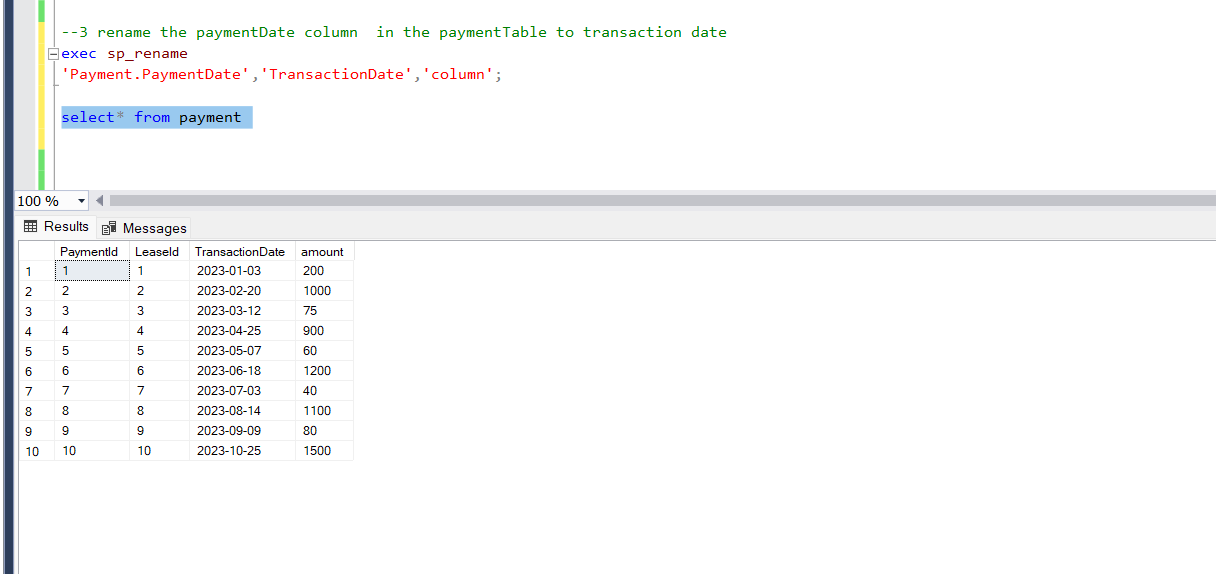 --3 rename the paymentDate column  in the paymentTable to transaction date
exec sp_rename
'Payment.PaymentDate','TransactionDate','column';
select* from payment
100 %
Results Messages
PaymentId LeaseId TransactionDate amount
1 1 1 2023-01-03 200
2 2 2 2023-02-20 1000
3 3 3 2023-03-12 75
4 4 4 2023-04-25 900
5 5 5 2023-05-07 60
6 6 6 2023-06-18 1200
7 7 7 2023-07-03 40
8 8 8 2023-08-14 1100
9 9 9 2023-09-09 80
10 10 10 2023-10-25 1500